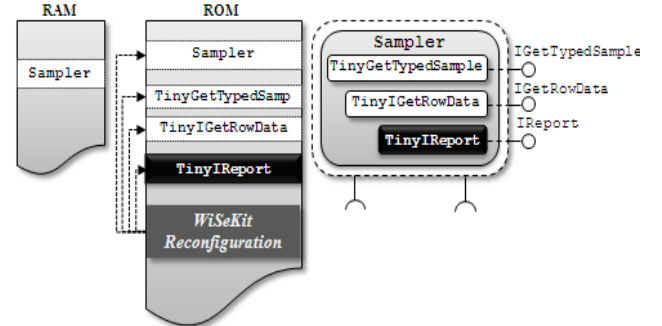 RAM
Sampler
ROM
Sampler
TinyGetTypedSamp
TinyIGetRowData
TinyIReport
WiSeKit
Reconfiguration
Sampler
TinyGetTypedSample
TinyIGetRowData
TinyIReport
IGetTypedSample
IGetRowData
IReport